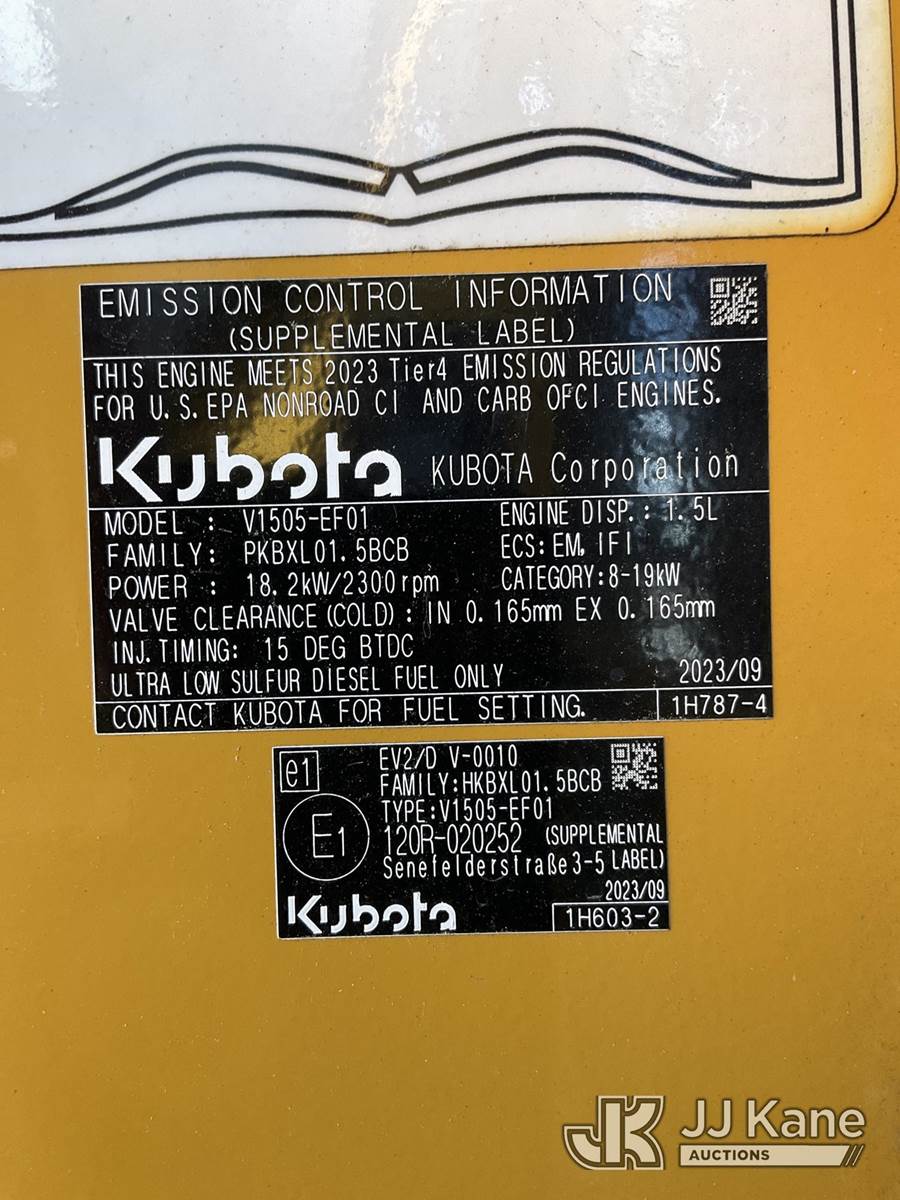 EMISSION CONTROL INFORMATION
(SUPPLEMENTAL LABEL)
THIS ENGINE MEETS 2023 Tier4 EMISSION REGULATIONS
FOR U.S.EPA NONROAD CI AND CARB OFCI ENGINES.
Kubota KUBOTA Corporation
MODEL : V1505-EF01 ENGINE DISP.: 1.5L
FAMILY: PKBXL01.5BCB ECS:EM, IFI
POWER : 18.2kW/2300rpm CATEGORY:8-19kW
VALVE CLEARANCE(COLD): IN 0.165mm EX 0.165mm
INJ.TIMING: 15 DEG BTDC
ULTRA LOW SULFUR DIESEL FUEL ONLY 2023/09
CONTACT KUBOTA FOR FUEL SETTING. 1H787-4
e1 EV2/D V-0010
FAMILY:HKBXL01.5BCB
TYPE:V1505-EF01
E1 120R-020252 (SUPPLEMENTAL
Senefelderstraße3-5 LABEL)
2023/09
Kubota 1H603-2
JK JJ Kane
AUCTIONS